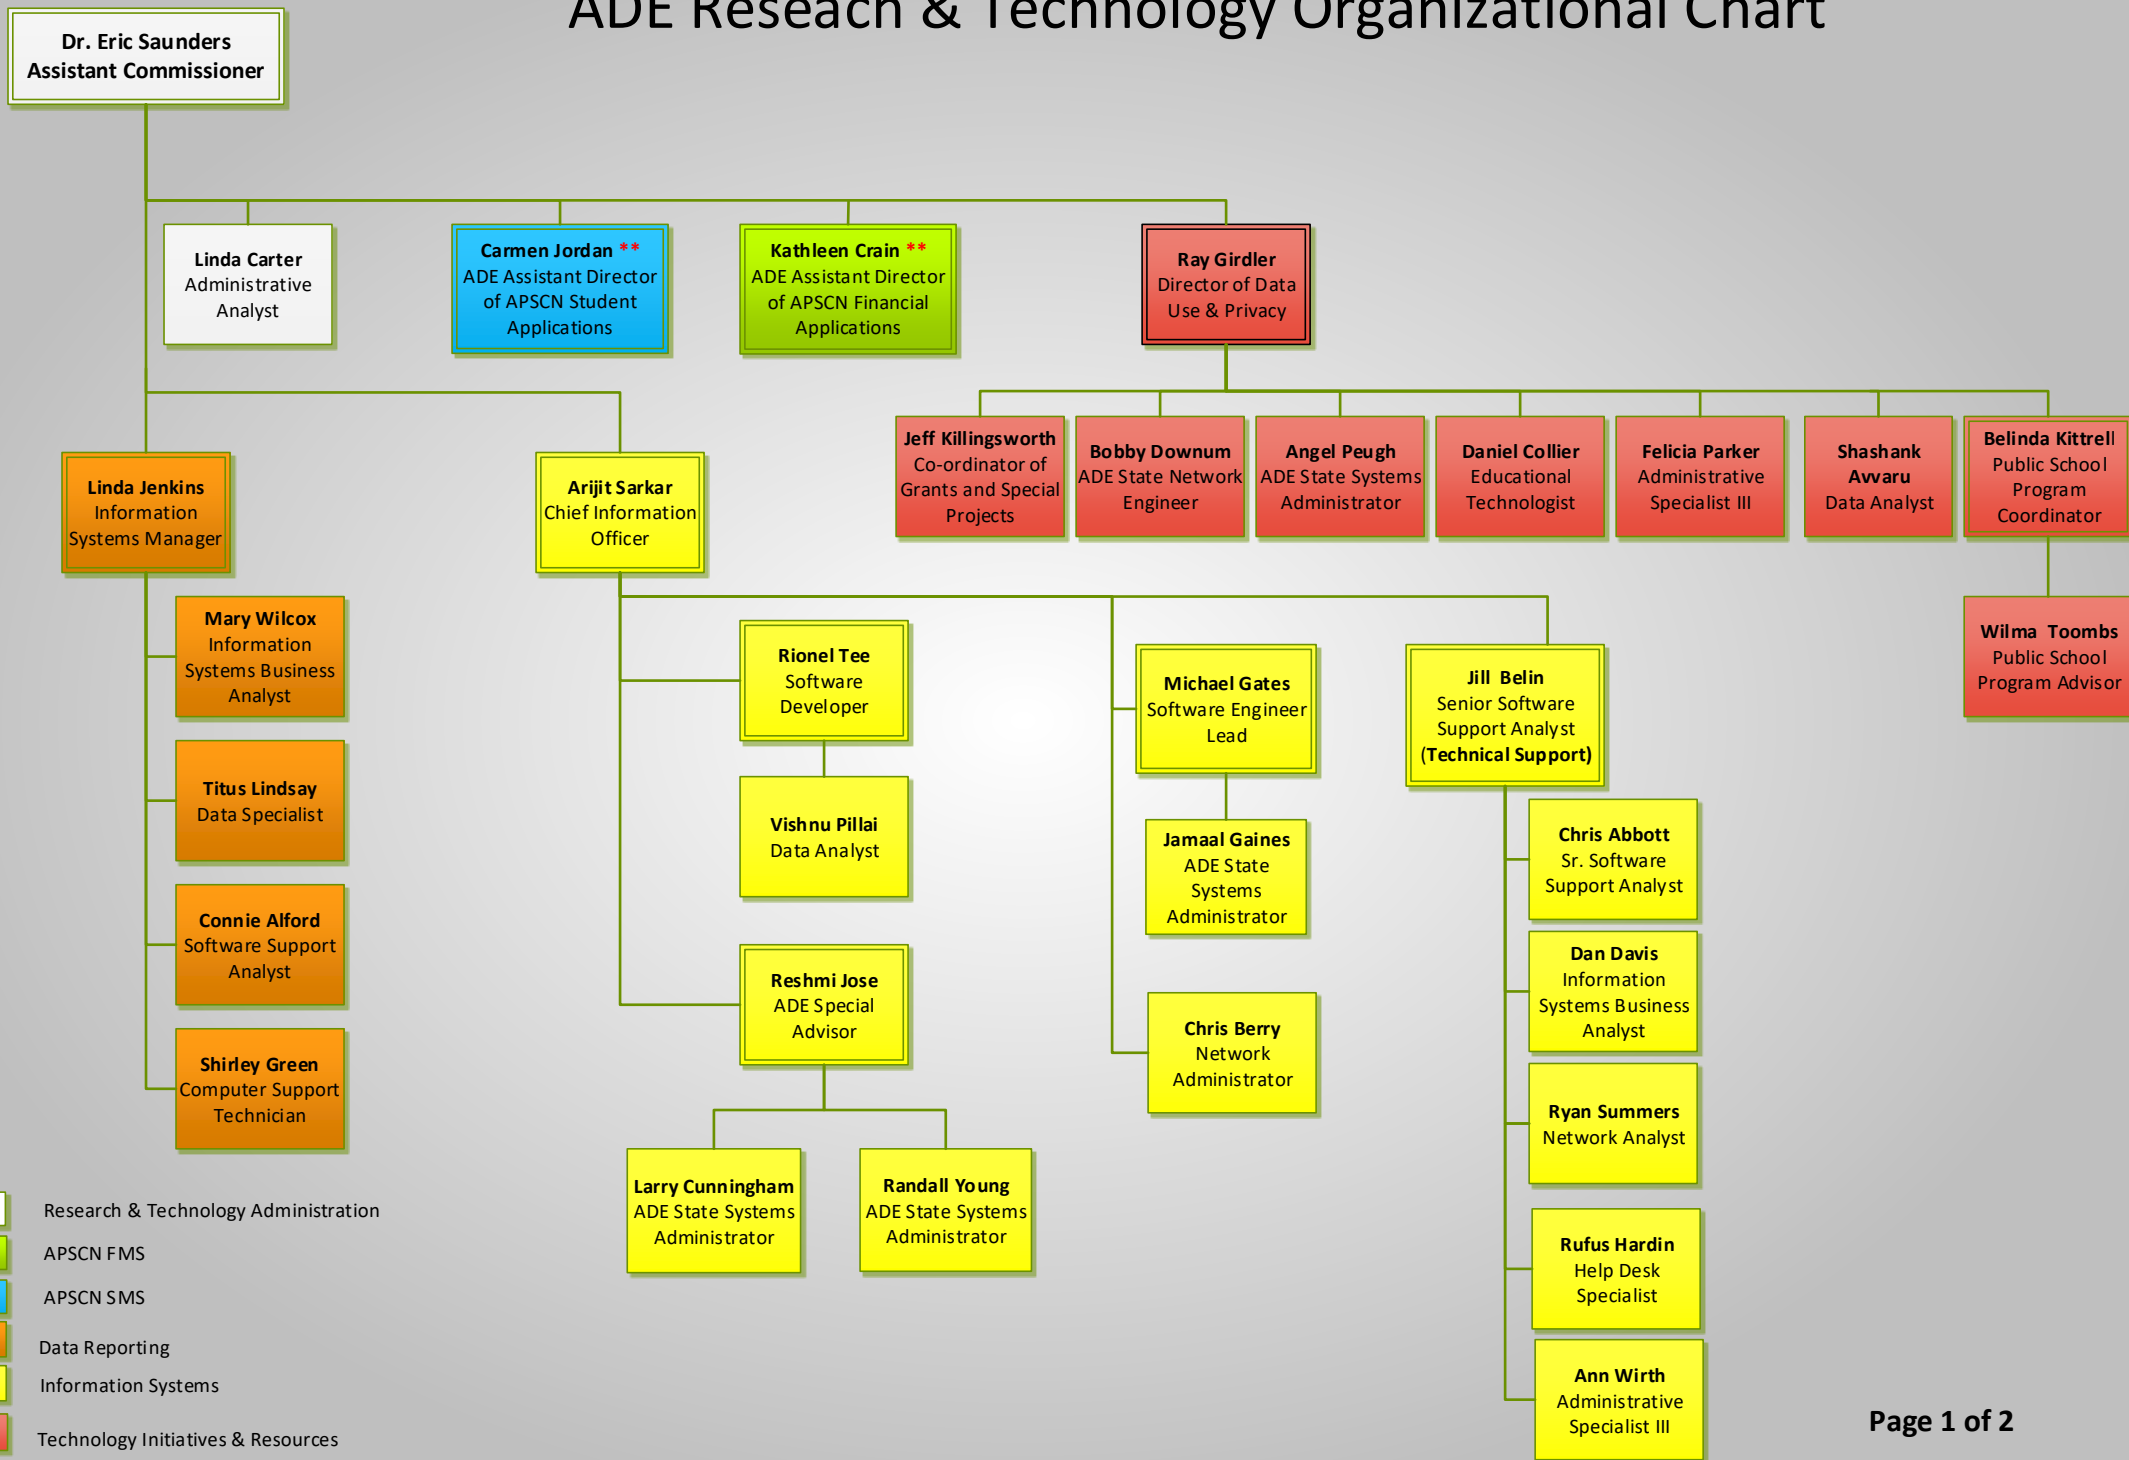 ADE Reseach & Technology Organizational Chart
Dr. Eric Saunders
Assistant Commissioner
Linda Carter
Administrative
Analyst
Carmen Jordan **
ADE Assistant Director
of APSCN Student
Applications
Kathleen Crain **
ADE Assistant Director
of APSCN Financial
Applications
Ray Girdler
Director of Data
Use & Privacy
Jeff Killingsworth
Co-ordinator of
Grants and Special
Projects
Bobby Downum
ADE State Network
Engineer
Angel Peugh
ADE State Systems
Administrator
Daniel Collier
Educational
Technologist
Felicia Parker
Administrative
Specialist III
Shashank
Avvaru
Data Analyst
Belinda Kittrell
Public School
Program
Coordinator
Wilma Toombs
Public School
Program Advisor
Linda Jenkins
Information
Systems Manager
Mary Wilcox
Information
Systems Business
Analyst
Titus Lindsay
Data Specialist
Connie Alford
Software Support
Analyst
Shirley Green
Computer Support
Technician
Arijit Sarkar
Chief Information
Officer
Rionel Tee
Software
Developer
Vishnu Pillai
Data Analyst
Reshmi Jose
ADE Special
Advisor
Larry Cunningham
ADE State Systems
Administrator
Randall Young
ADE State Systems
Administrator
Michael Gates
Software Engineer
Lead
Jamaal Gaines
ADE State
Systems
Administrator
Chris Berry
Network
Administrator
Jill Belin
Senior Software
Support Analyst
(Technical Support)
Chris Abbott
Sr. Software
Support Analyst
Dan Davis
Information
Systems Business
Analyst
Ryan Summers
Network Analyst
Rufus Hardin
Help Desk
Specialist
Ann Wirth
Administrative
Specialist III
Research & Technology Administration
APSCN FMS
APSCN SMS
Data Reporting
Information Systems
Technology Initiatives & Resources
Page 1 of 2